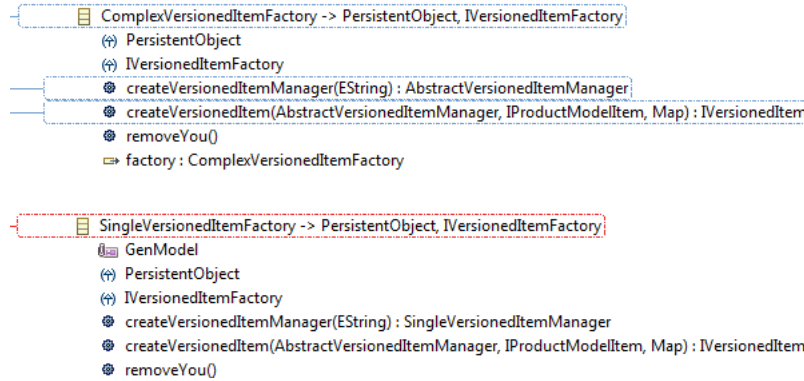 ComplexVersionedItemFactory -> PersistentObject, IVersionedItemFactory
PersistentObject
IVersionedItemFactory
createVersionedItemManager(EString) : AbstractVersionedItemManager
createVersionedItem(AbstractVersionedItemManager, IProductModelItem, Map) : IVersionedItem
removeYou()
factory : ComplexVersionedItemFactory
SingleVersionedItemFactory -> PersistentObject, IVersionedItemFactory
GenModel
PersistentObject
IVersionedItemFactory
createVersionedItemManager(EString) : SingleVersionedItemManager
createVersionedItem(AbstractVersionedItemManager, IProductModelItem, Map) : IVersionedItem
removeYou()